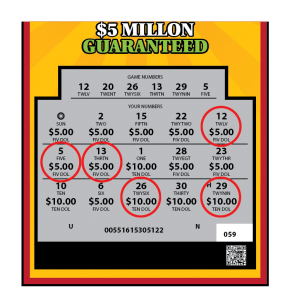 $5 MILLON
GUARANTEED
GAME NUMBERS
12 20 26 13 29 5
TWLV TWENT TWYSIX THRTN TWYNIN FIVE
YOUR NUMBERS
2 15 22 12
SUN TWO FIFTN TWYTWO TWLV
$5.00 $5.00 $5.00 $5.00 $5.00
FIV DOL FIV DOL FIV DOL FIV DOL FIV DOL
5 13 28 23
FIVE THRTN ONE TWYEGT TWYTHR
$5.00 $5.00 $10.00 $5.00 $5.00
FIV DOL FIV DOL TEN DOL FIV DOL FIV DOL
10 6 26 30 29
TEN SIX TWYSIX THIRTY TWYNIN
$10.00 $5.00 $10.00 $10.00 $10.00
TEN DOL FIV DOL TEN DOL TEN DOL TEN DOL
U 00551615305122 N
059